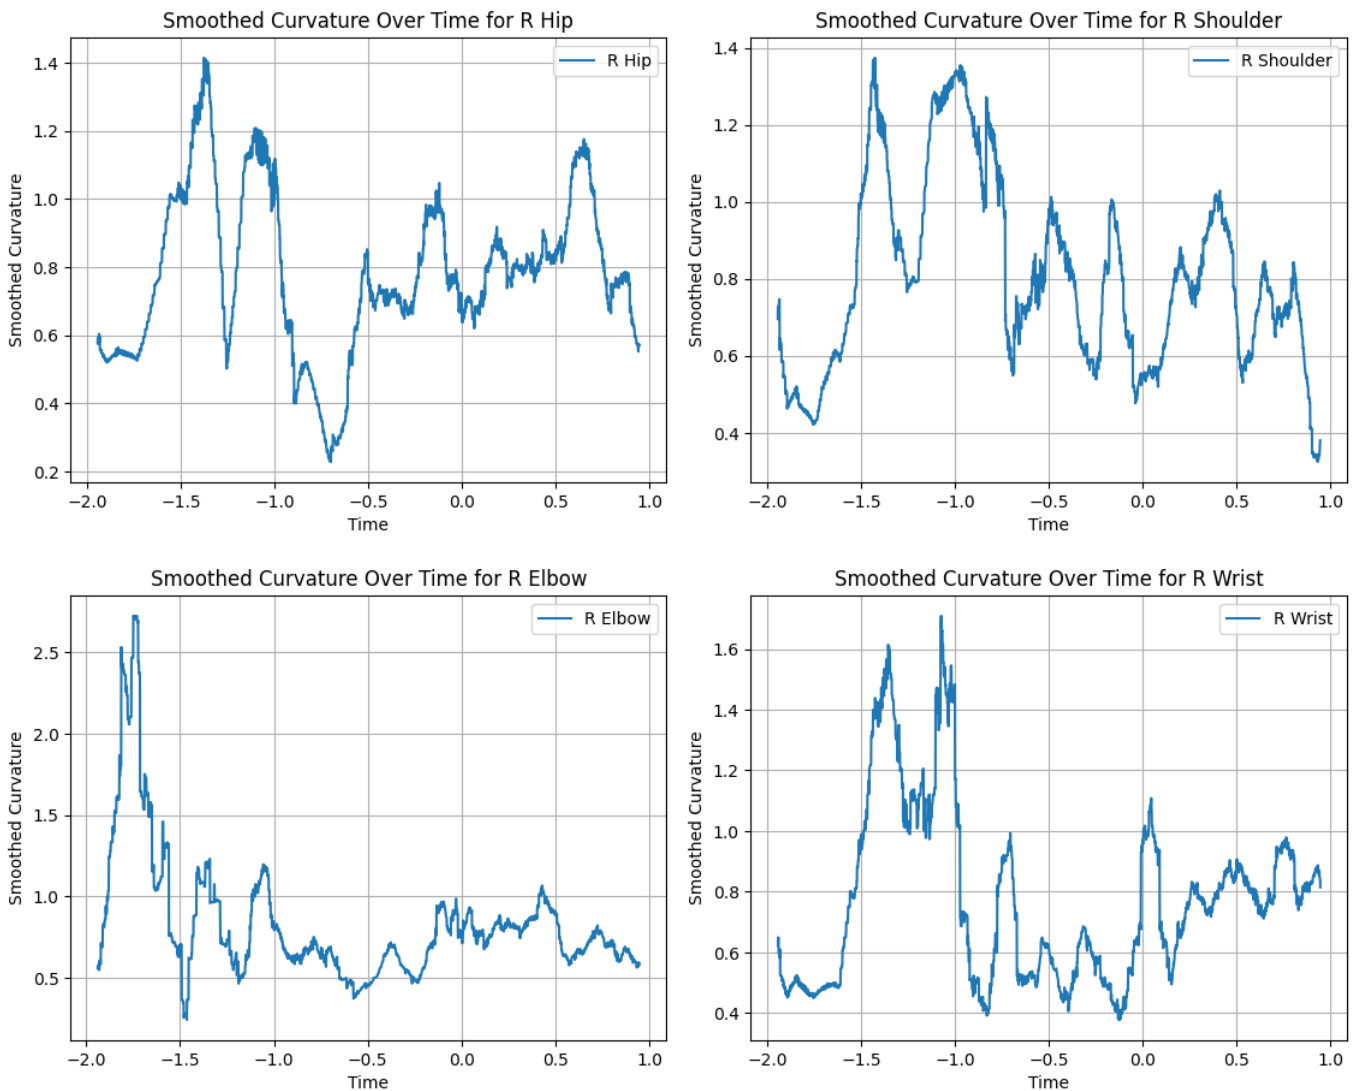 Smoothed Curvature Over Time for R Hip
R Hip
1.4
1.2
1.0
0.8
0.6
0.4
0.2
Smoothed Curvature
−2.0 −1.5 −1.0 −0.5 0.0 0.5 1.0
Time
Smoothed Curvature Over Time for R Shoulder
R Shoulder
1.4
1.2
1.0
0.8
0.6
0.4
Smoothed Curvature
−2.0 −1.5 −1.0 −0.5 0.0 0.5 1.0
Time
Smoothed Curvature Over Time for R Elbow
R Elbow
2.5
2.0
1.5
1.0
0.5
Smoothed Curvature
−2.0 −1.5 −1.0 −0.5 0.0 0.5 1.0
Time
Smoothed Curvature Over Time for R Wrist
R Wrist
1.6
1.4
1.2
1.0
0.8
0.6
0.4
Smoothed Curvature
−2.0 −1.5 −1.0 −0.5 0.0 0.5 1.0
Time